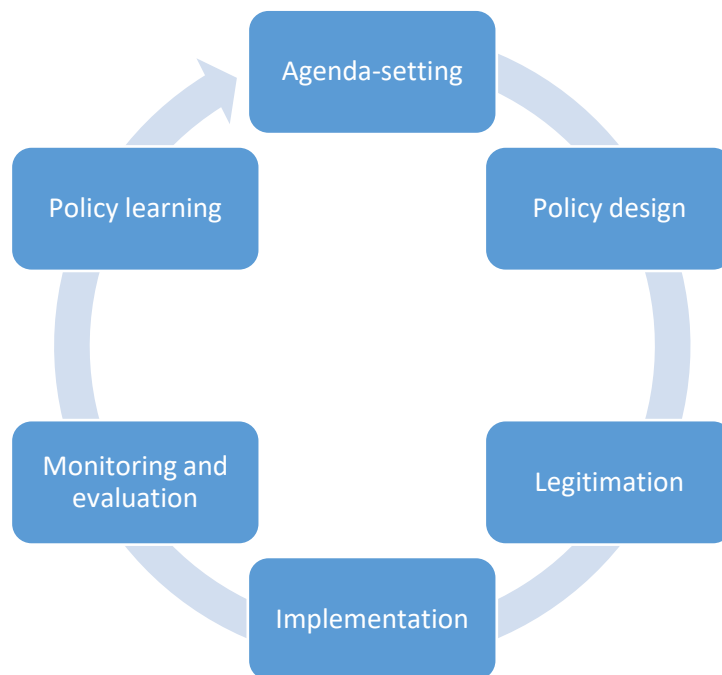 Agenda-setting
Policy design
Legitimation
Implementation
Monitoring and
evaluation
Policy learning